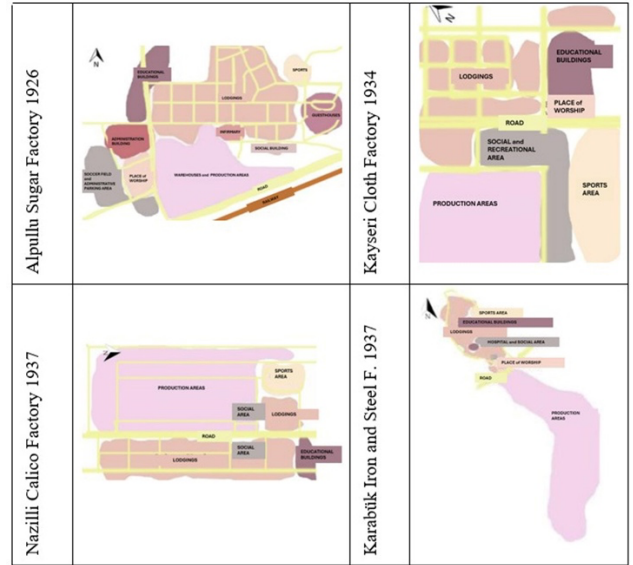 Alpullu Sugar Factory 1926
N
EDUCATIONAL
BUILDINGS
SPORTS
LODGINGS
GUESTHOUSES
ADMINISTRATION
BUILDING
INFIRMARY
SOCIAL BUILDING
SOCCER FIELD
and
ADMINISTRATIVE
PARKING AREA
PLACE of
WORSHIP
WAREHOUSES and PRODUCTION AREAS
ROAD
RAILWAY
Kayseri Cloth Factory 1934
N
EDUCATIONAL
BUILDINGS
LODGINGS
PLACE of
WORSHIP
ROAD
SOCIAL and
RECREATIONAL
AREA
SPORTS
AREA
PRODUCTION AREAS
Nazilli Calico Factory 1937
N
PRODUCTION AREAS
SPORTS
AREA
SOCIAL
AREA
LODGINGS
ROAD
SOCIAL
AREA
LODGINGS
EDUCATIONAL
BUILDINGS
Karabük Iron and Steel F. 1937
N
SPORTS AREA
EDUCATIONAL BUILDINGS
LODGINGS
HOSPITAL and SOCIAL AREA
PLACE of WORSHIP
ROAD
PRODUCTION
AREAS